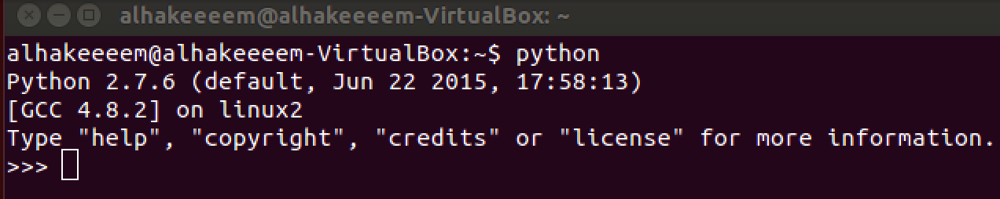 alhakeeeem@alhakeeeem-VirtualBox: ~
alhakeeeem@alhakeeeem-VirtualBox:~$ python
Python 2.7.6 (default, Jun 22 2015, 17:58:13)
[GCC 4.8.2] on linux2
Type "help", "copyright", "credits" or "license" for more information.
>>>